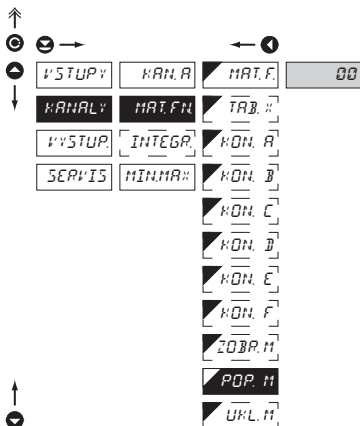 VSTUPY KAN. A MAT. F. 00
KANALY MAT. FN. TAB. X
VYSTUP. INTEGR. KON. A
SERVIS MIN.MAX KON. B
KON. C
KON. D
KON. E
KON. F
ZOBR. M
POP. M
UKL. M